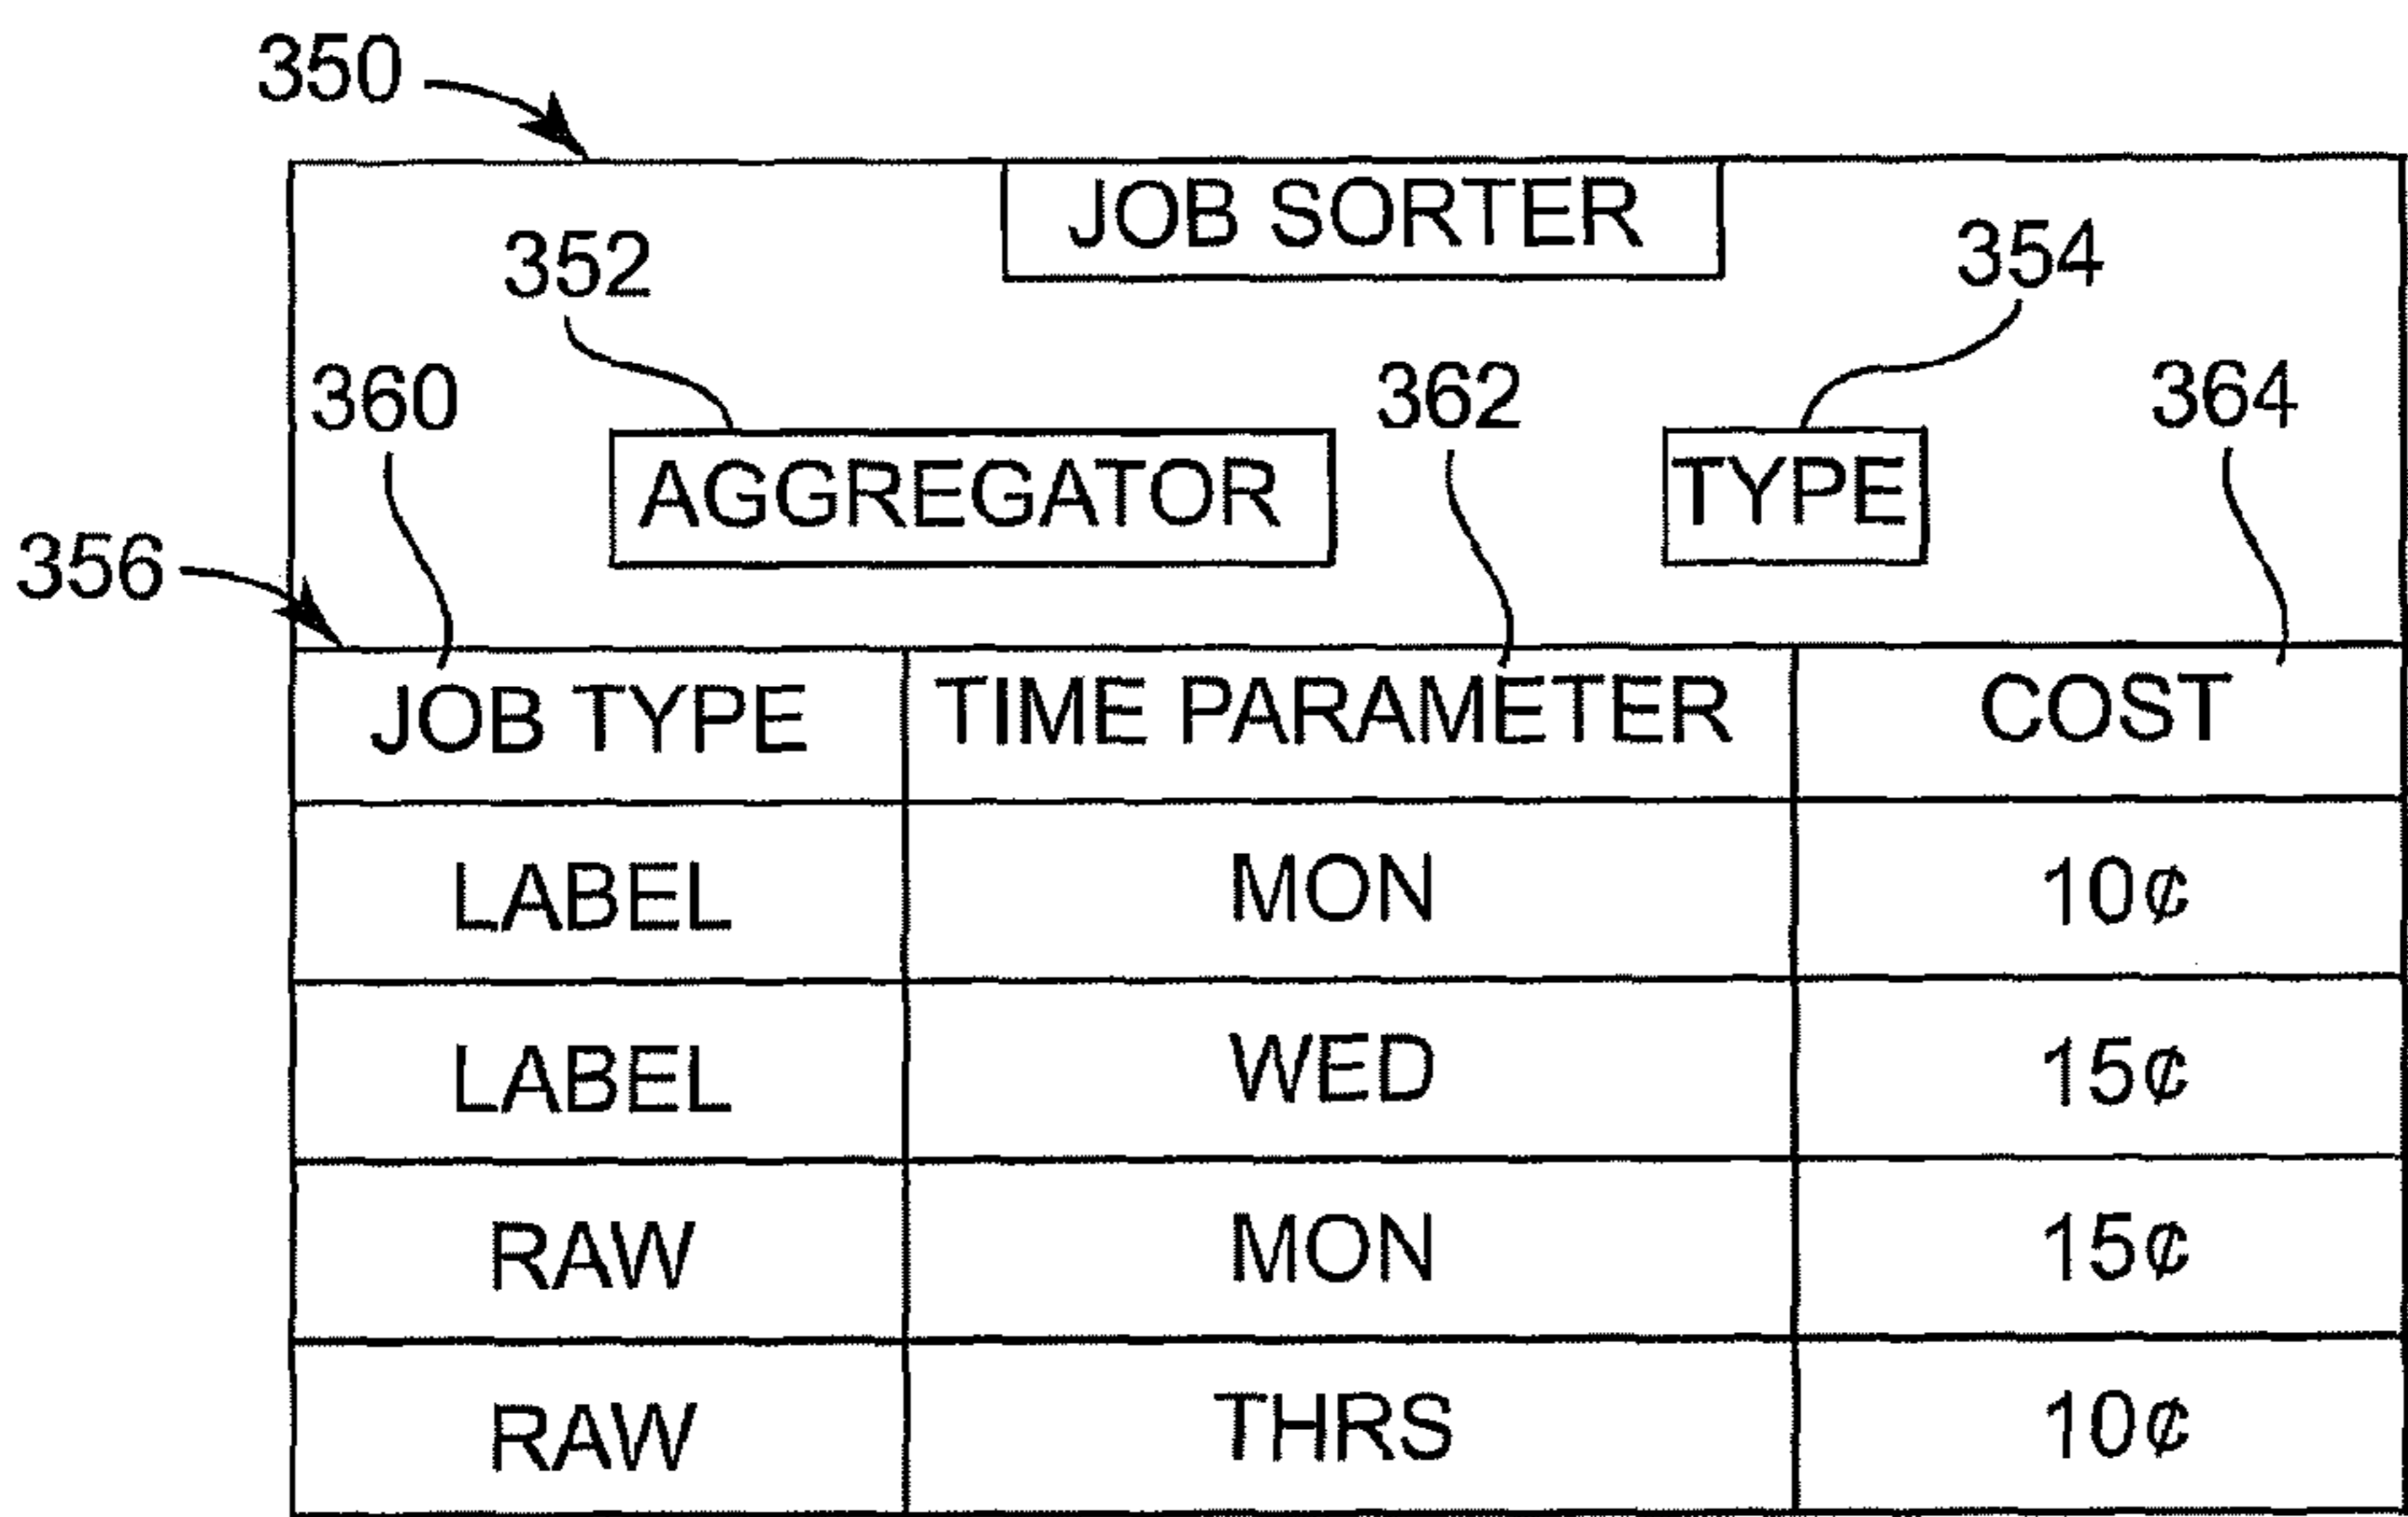 350
JOB SORTER
352
354
360
362
364
AGGREGATOR
TYPE
356
JOB TYPE TIME PARAMETER COST
LABEL MON 10¢
LABEL WED 15¢
RAW MON 15¢
RAW THRS 10¢